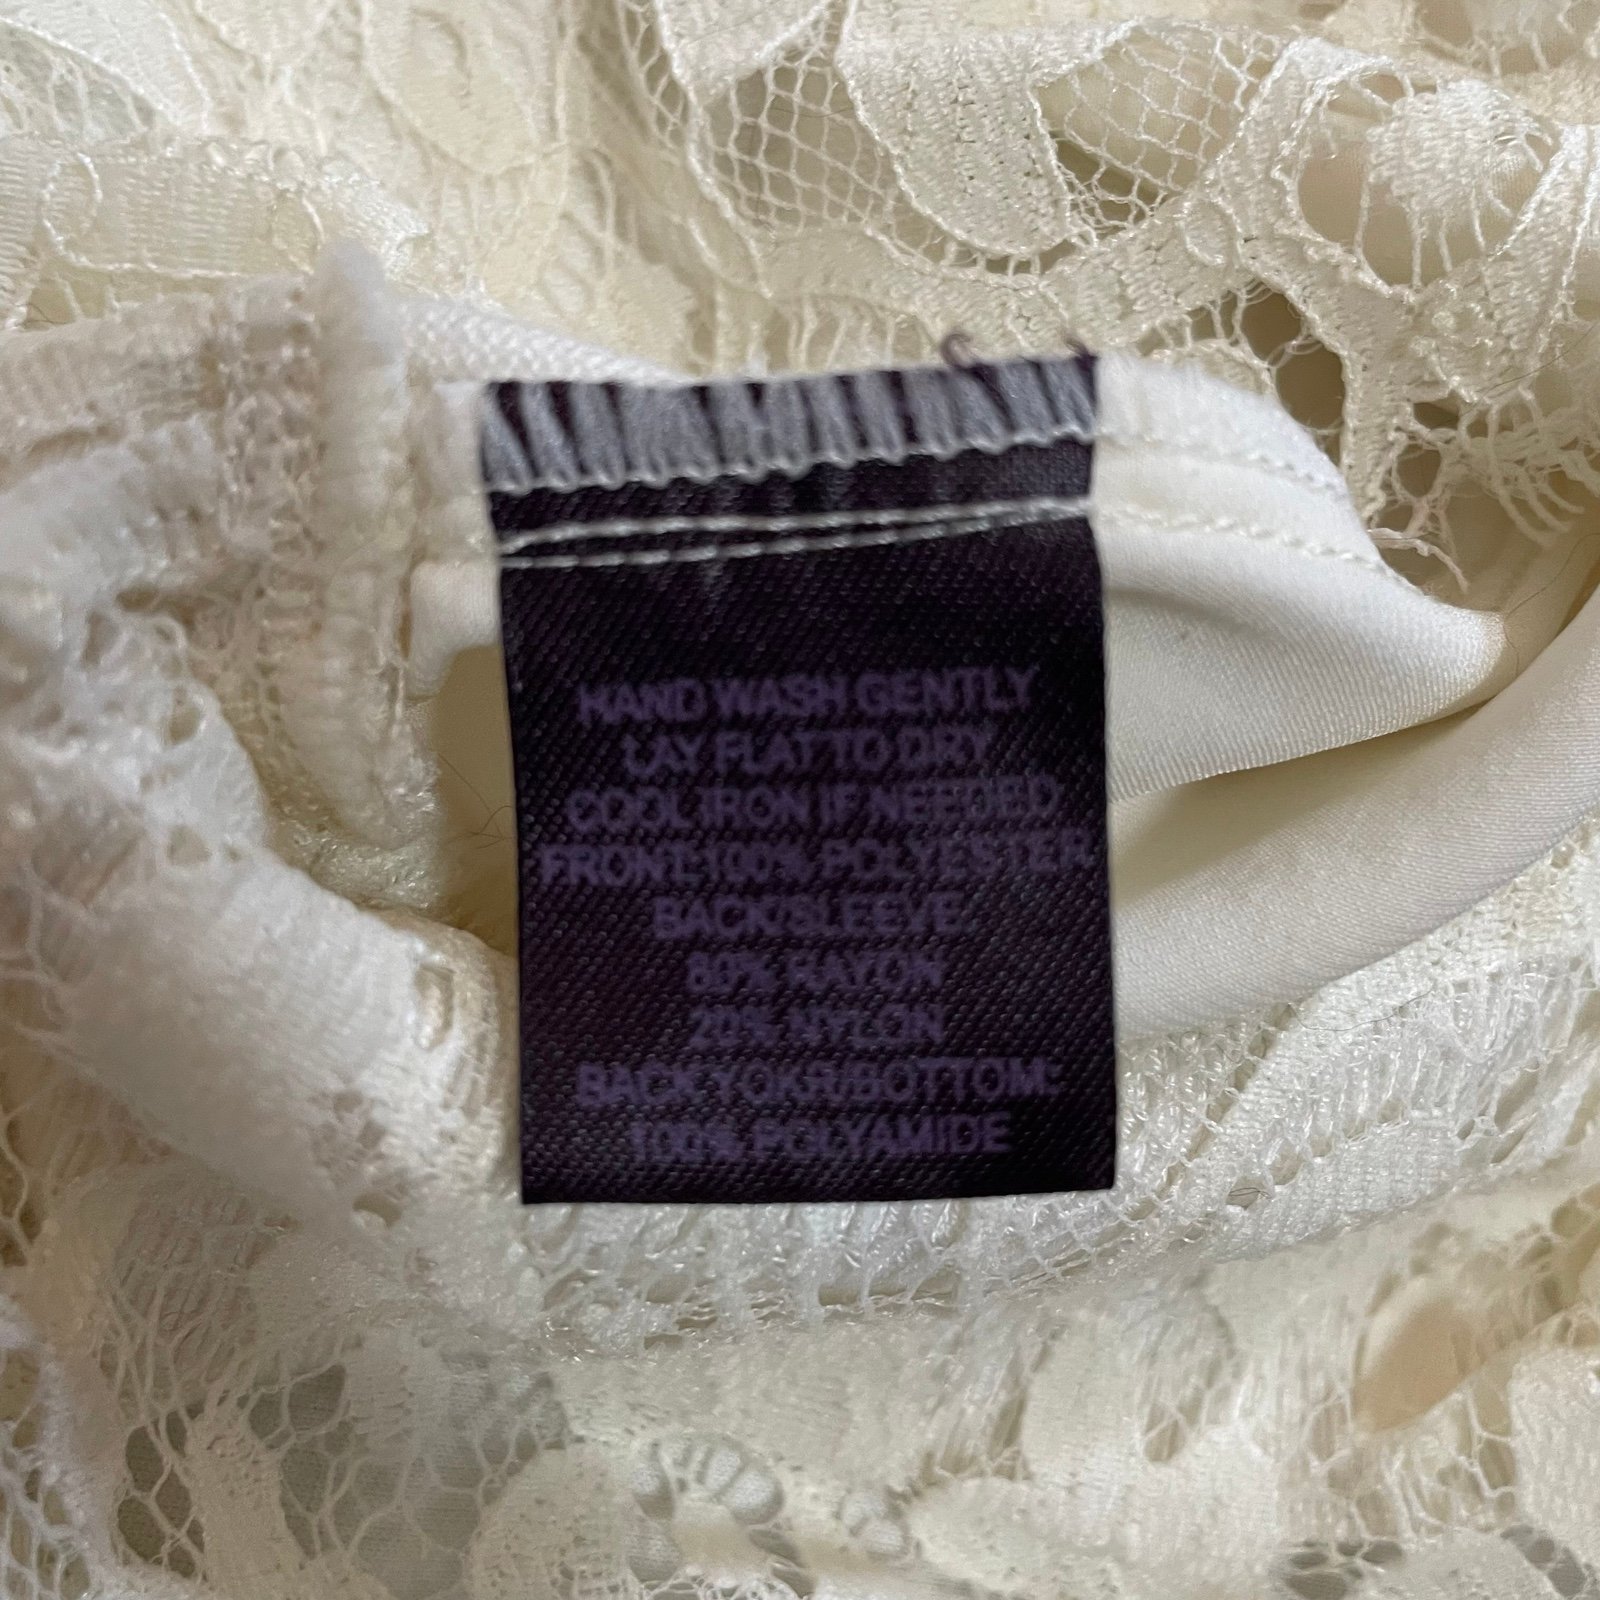 HAND WASH GENTLY
LAY FLAT TO DRY
COOL IRON IF NEEDED
FRONT:100% POLYESTER
BACK/SLEEVE:
80% RAYON
20% NYLON
BACK YOKR/BOTTOM:
100% POLYAMIDE